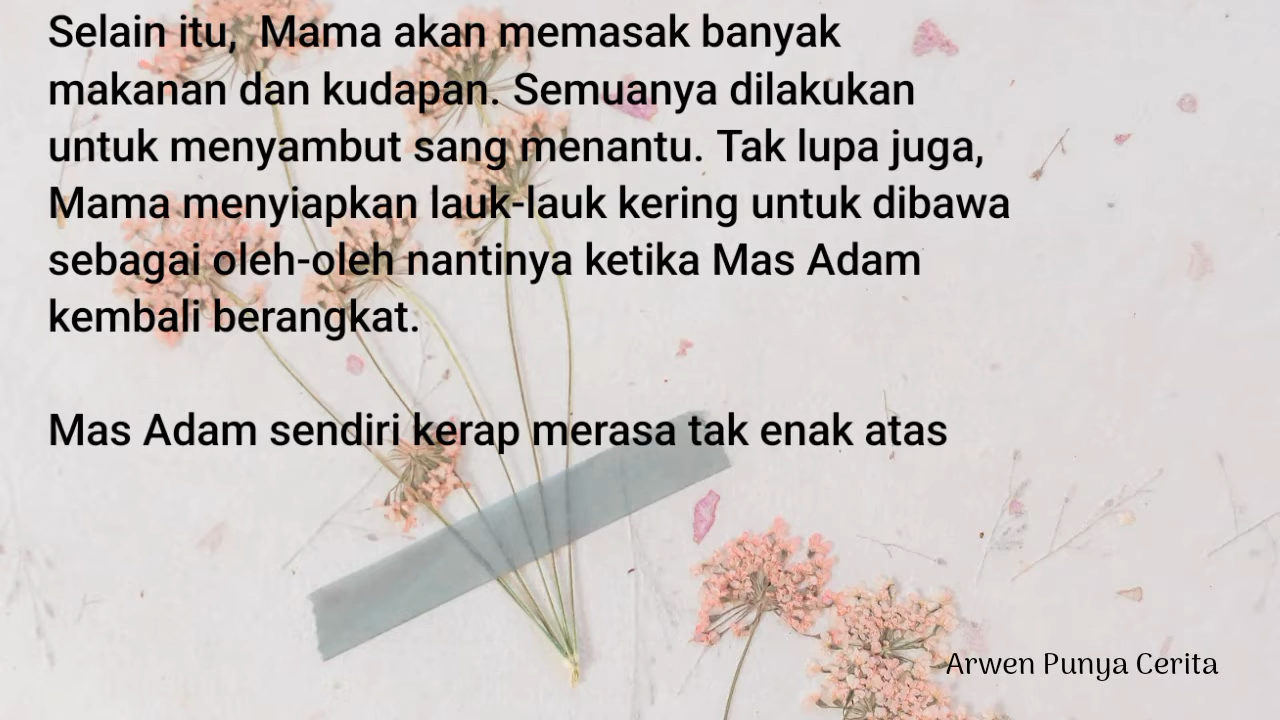 Selain itu,  Mama akan memasak banyak
makanan dan kudapan. Semuanya dilakukan
untuk menyambut sang menantu. Tak lupa juga,
Mama menyiapkan lauk-lauk kering untuk dibawa
sebagai oleh-oleh nantinya ketika Mas Adam
kembali berangkat.
Mas Adam sendiri kerap merasa tak enak atas
Arwen Punya Cerita